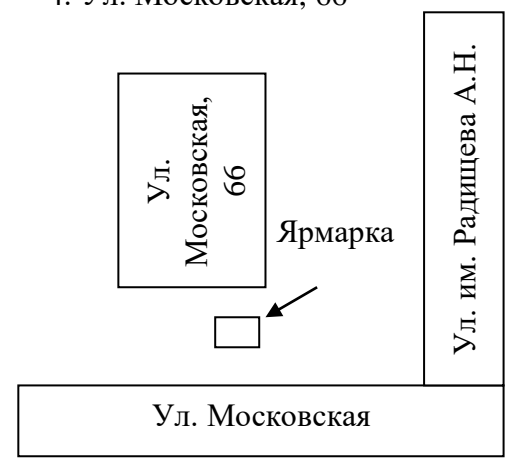 4. Ул. Московская, 66
Ул.
Московская,
66
Ярмарка
Ул. им. Радищева А.Н.
Ул. Московская